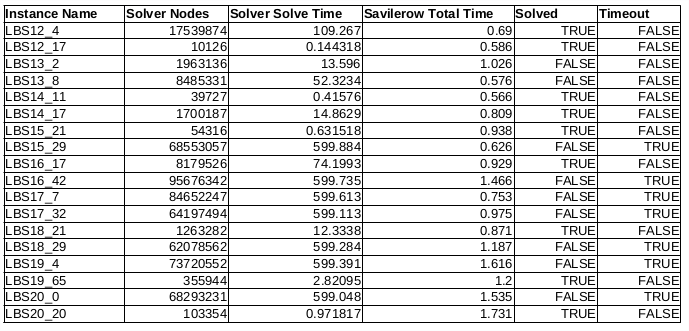 Instance Name Solver Nodes Solver Solve Time Savilerow Total Time Solved Timeout
LBS12_4 17539874 109.267 0.69 TRUE FALSE
LBS12_17 10126 0.144318 0.586 TRUE FALSE
LBS13_2 1963136 13.596 1.026 FALSE FALSE
LBS13_8 8485331 52.3234 0.576 FALSE FALSE
LBS14_11 39727 0.41576 0.566 TRUE FALSE
LBS14_17 1700187 14.8629 0.809 TRUE FALSE
LBS15_21 54316 0.631518 0.938 TRUE FALSE
LBS15_29 68553057 599.884 0.626 FALSE TRUE
LBS16_17 8179526 74.1993 0.929 TRUE FALSE
LBS16_42 95676342 599.735 1.466 FALSE TRUE
LBS17_7 84652247 599.613 0.753 FALSE TRUE
LBS17_32 64197494 599.113 0.975 FALSE TRUE
LBS18_21 1263282 12.3338 0.871 TRUE FALSE
LBS18_29 62078562 599.284 1.187 FALSE TRUE
LBS19_4 73720552 599.391 1.616 FALSE TRUE
LBS19_65 355944 2.82095 1.2 TRUE FALSE
LBS20_0 68293231 599.048 1.535 FALSE TRUE
LBS20_20 103354 0.971817 1.731 TRUE FALSE